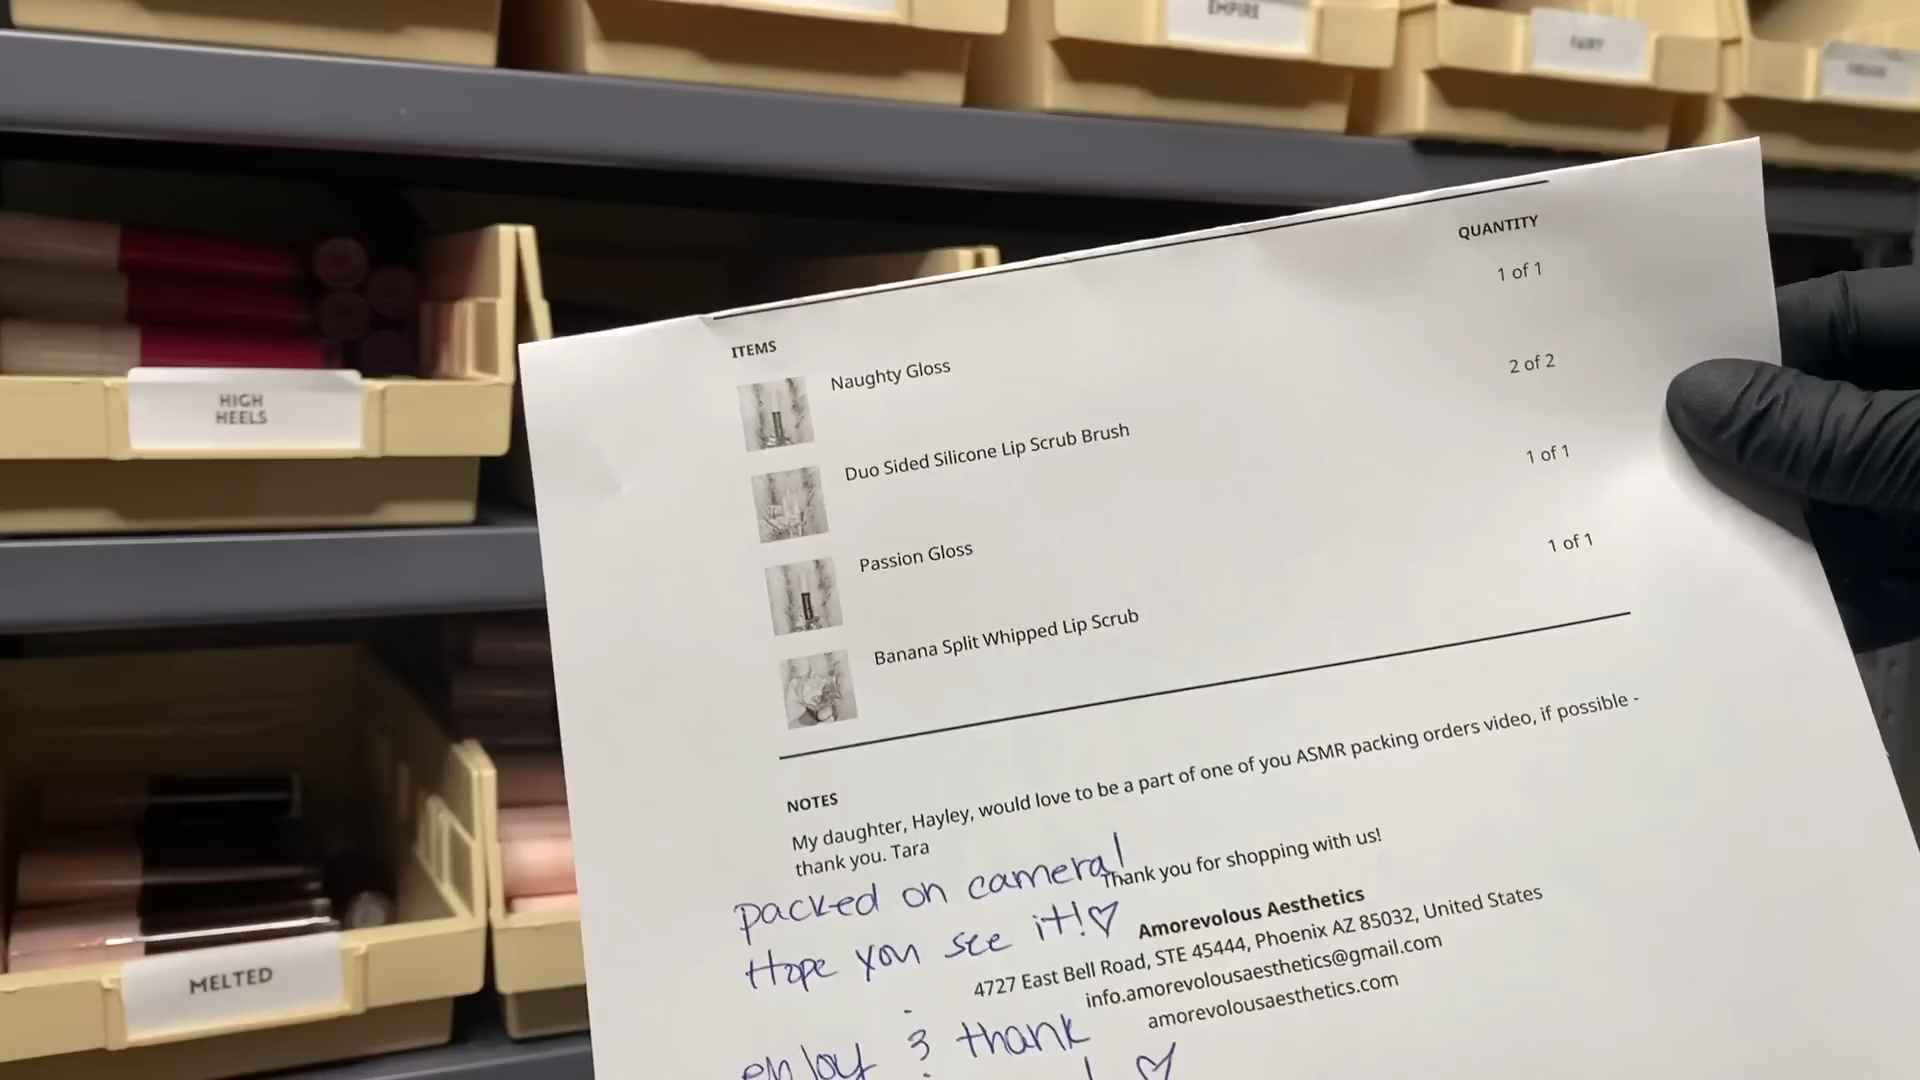 EMPIRE
FAIRY
HIGH
HEELS
MELTED
ITEMS
QUANTITY
Naughty Gloss
1 of 1
Duo Sided Silicone Lip Scrub Brush
2 of 2
Passion Gloss
1 of 1
Banana Split Whipped Lip Scrub
1 of 1
NOTES
My daughter, Hayley, would love to be a part of one of you ASMR packing orders video, if possible -
thank you. Tara
packed on camera!
Hope you see it!♡
enjoy & thank
♡
Thank you for shopping with us!
Amorevolous Aesthetics
4727 East Bell Road, STE 45444, Phoenix AZ 85032, United States
info.amorevolousaesthetics@gmail.com
amorevolousaesthetics.com